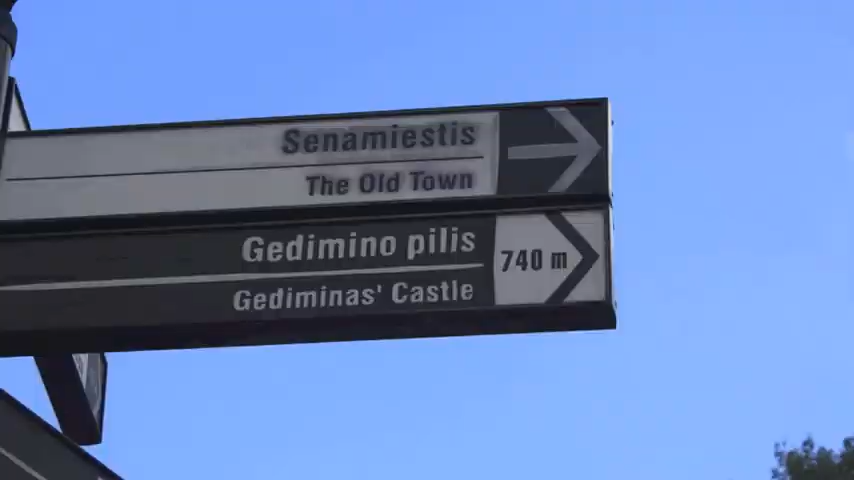 Senamiestis
The Old Town
Gedimino pilis
740 m
Gediminas' Castle